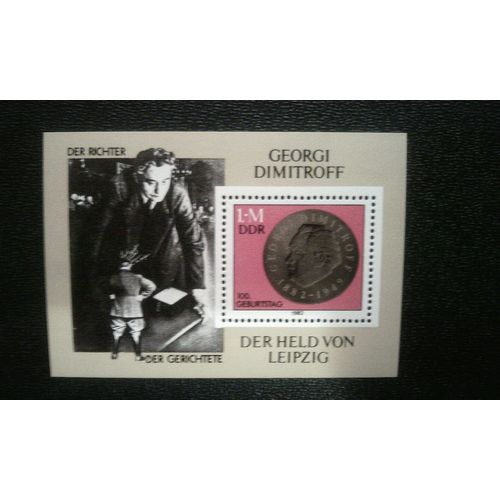 DER RICHTER
GEORGI
DIMITROFF
1·M
DDR
GEORGI DIMITROFF
1882-1949
100.
GEBURTSTAG
1982
DER GERICHTETE
DER HELD VON
LEIPZIG